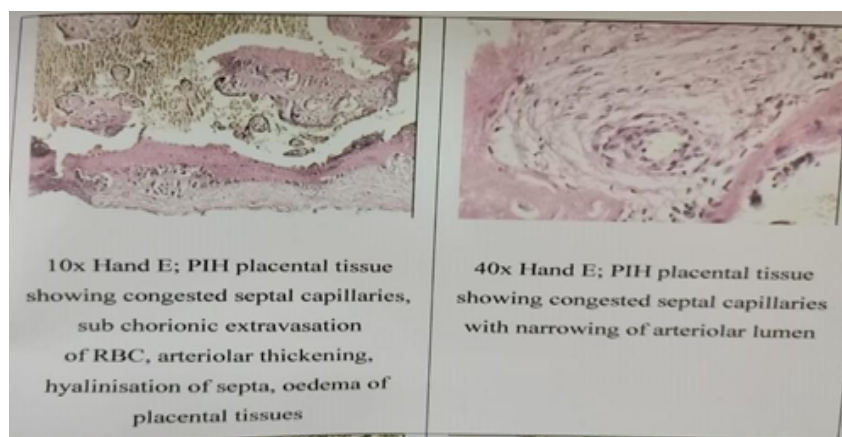 10x Hand E; PIH placental tissue
showing congested septal capillaries,
sub chorionic extravasation
of RBC, arteriolar thickening,
hyalinisation of septa, oedema of
placental tissues
40x Hand E; PIH placental tissue
showing congested septal capillaries
with narrowing of arteriolar lumen